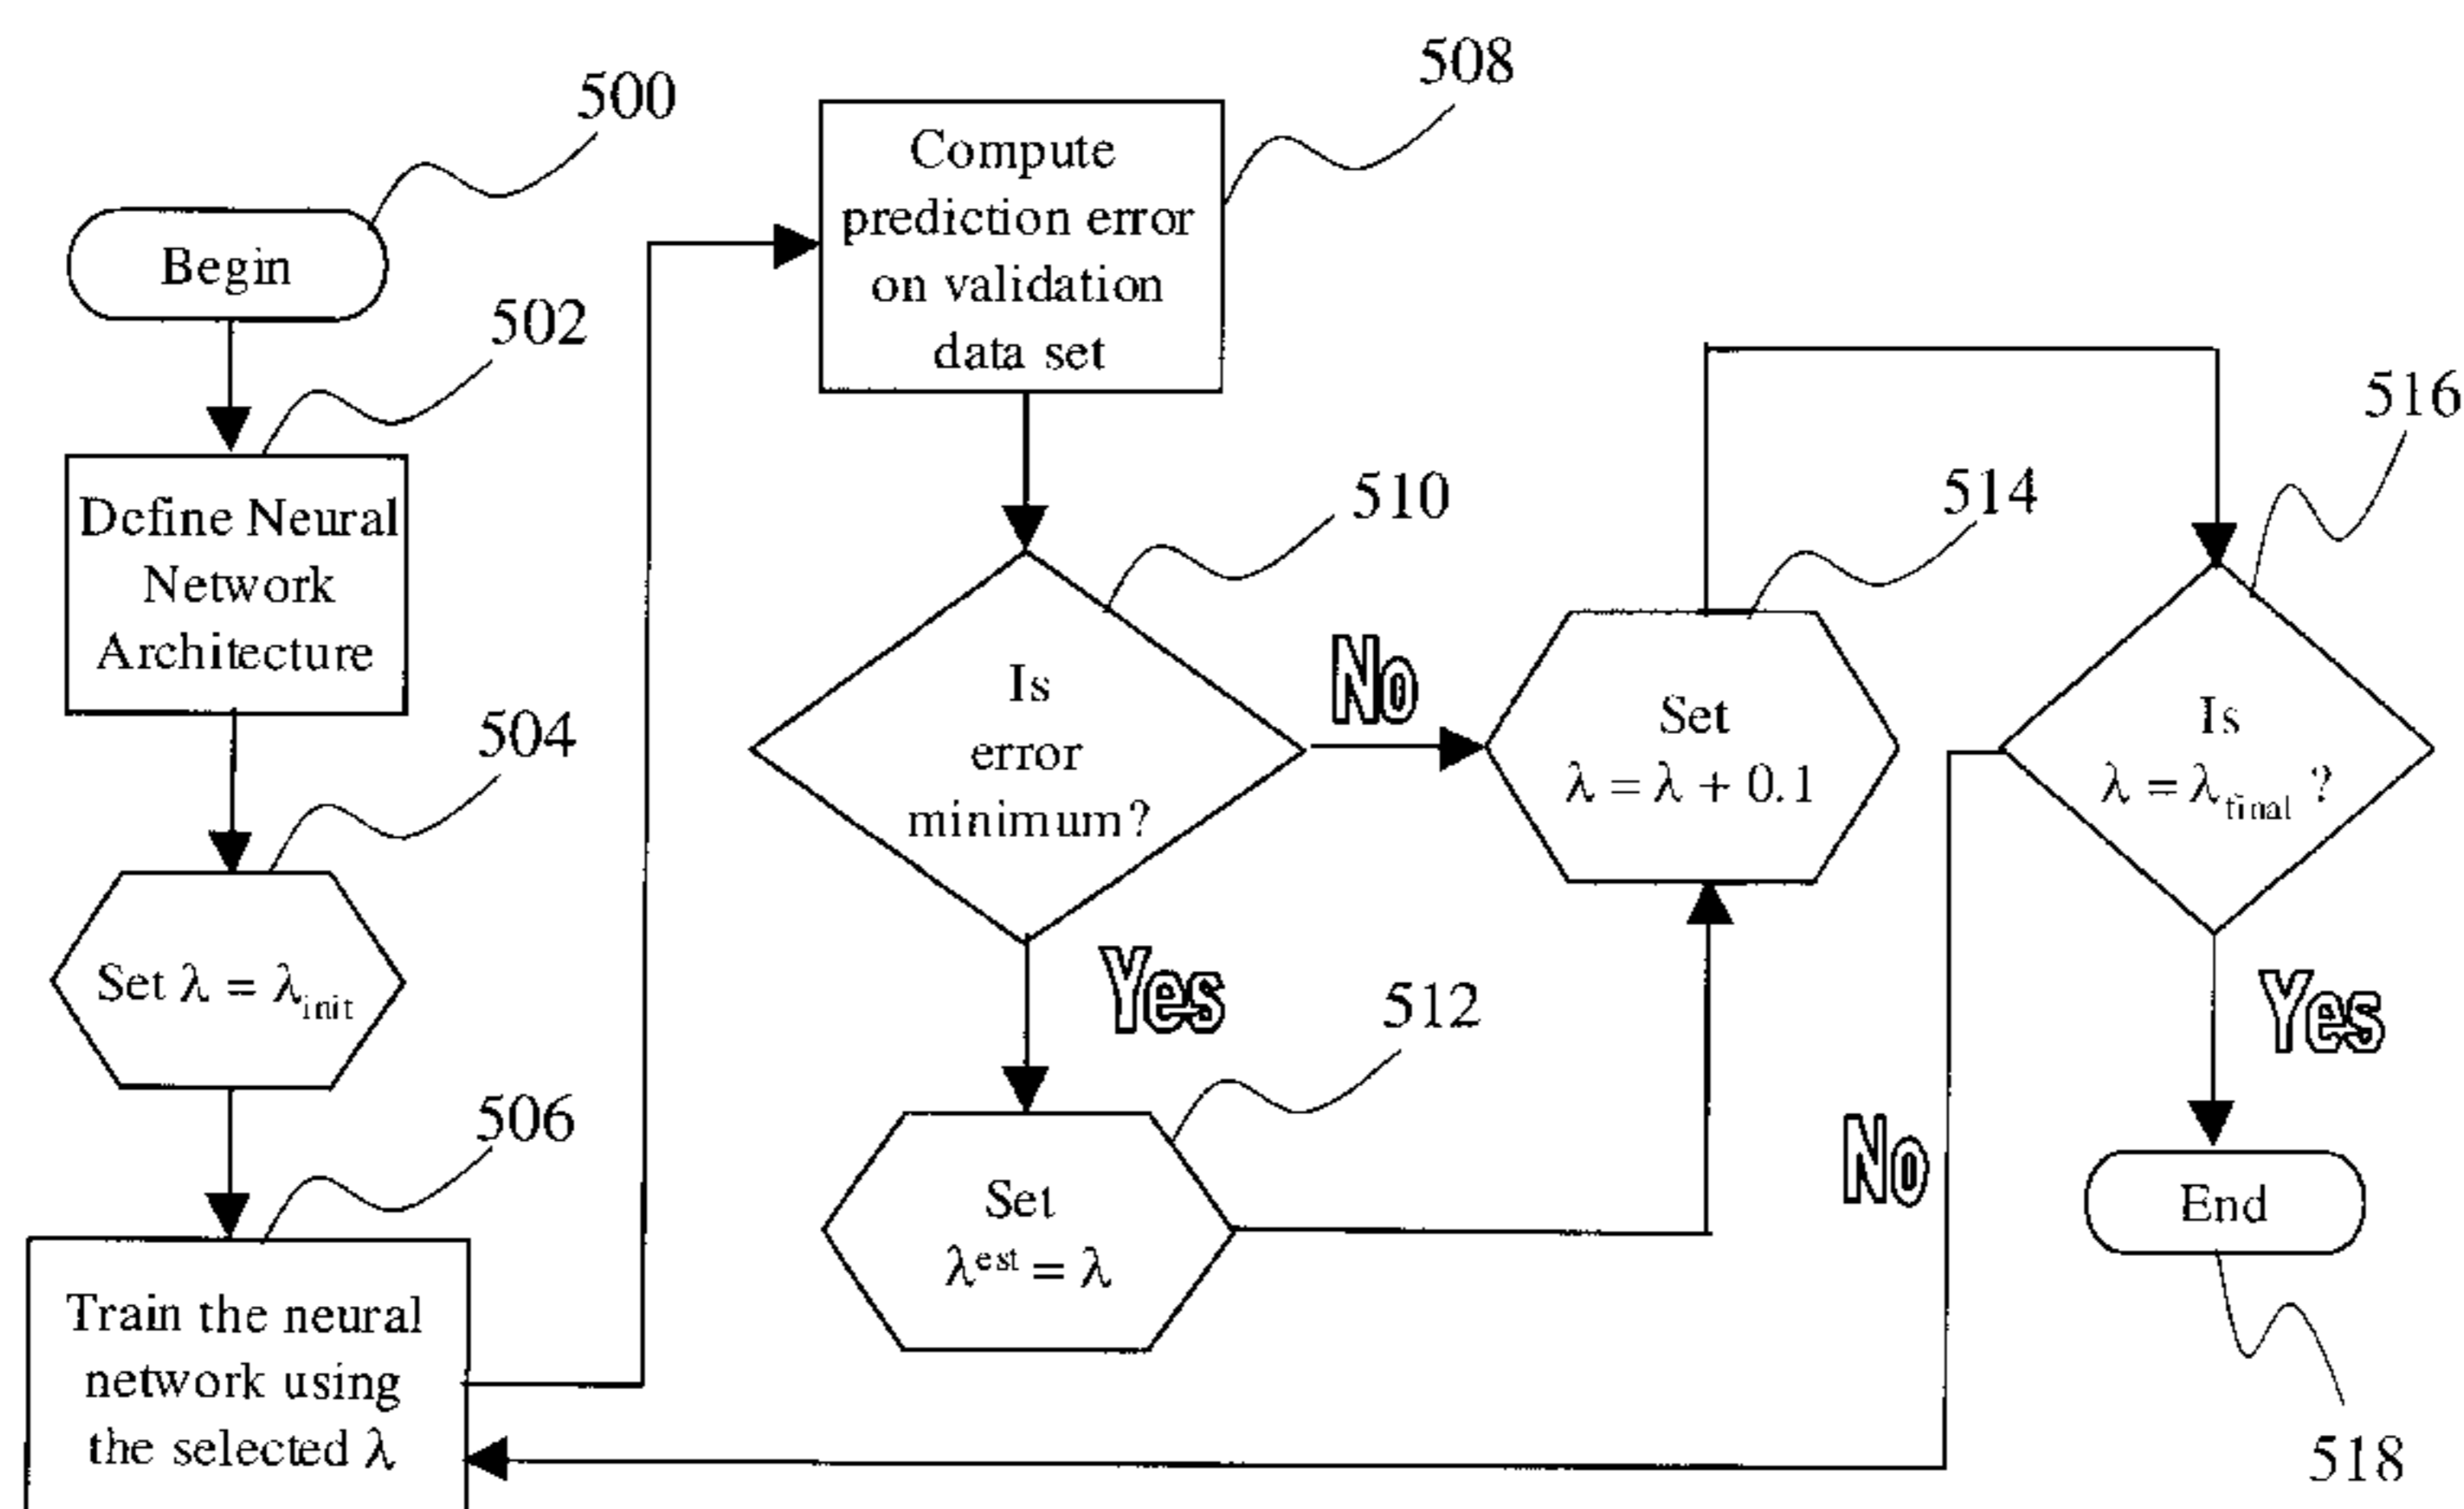 500
Begin
502
Define Neural
Network
Architecture
504
Set λ = λinit
506
Train the neural
network using
the selected λ
508
Compute
prediction error
on validation
data set
510
Is
error
minimum?
No
Yes
512
Set
λest = λ
514
Set
λ = λ + 0.1
516
Is
λ = λfinal ?
No
Yes
End
518